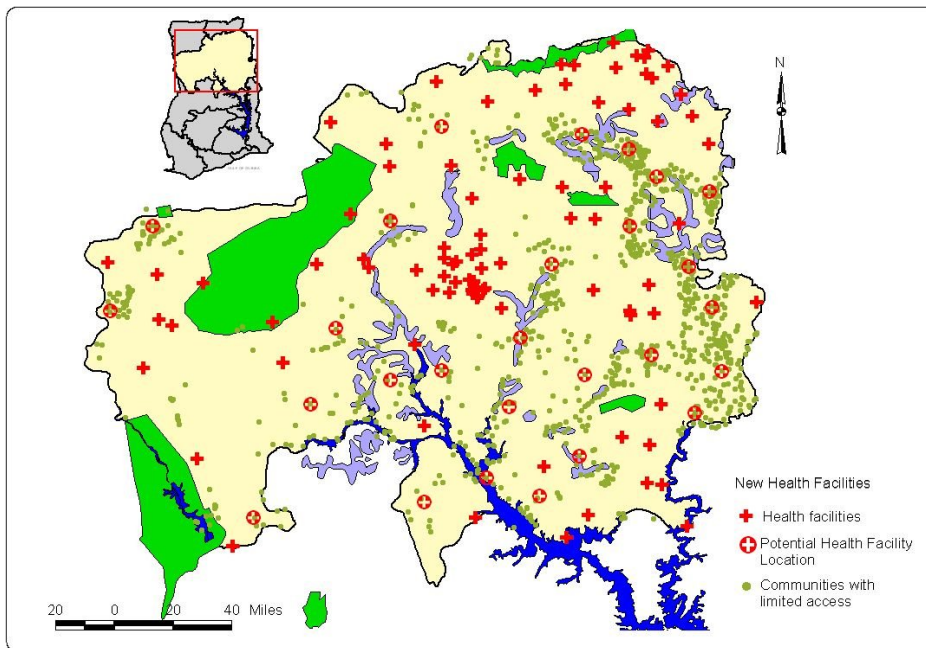 N
New Health Facilities
Health facilities
Potential Health Facility
Location
Communities with
limited access
20 0 20 40 Miles